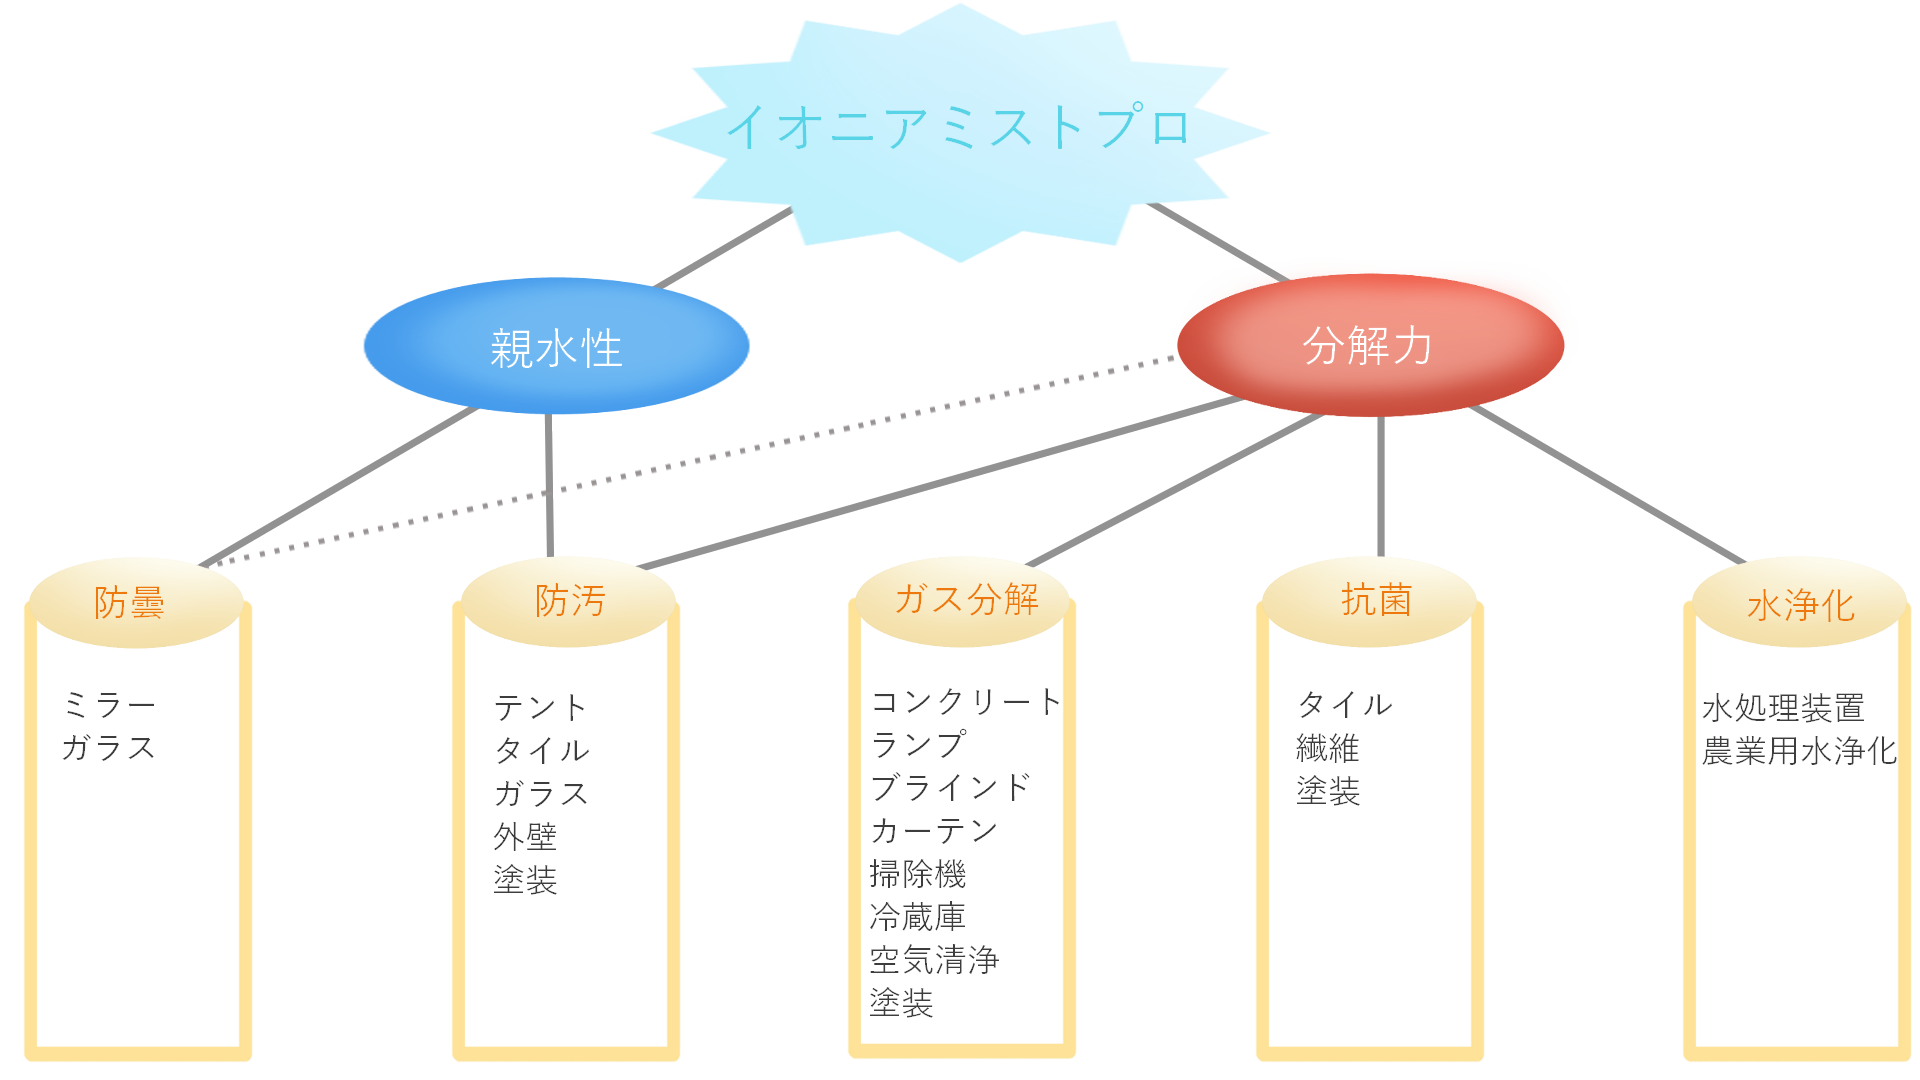 イオニアミストプロ
親水性
分解力
防曇
ミラー
ガラス
防汚
テント
タイル
ガラス
外壁
塗装
ガス分解
コンクリート
ランプ
ブラインド
カーテン
掃除機
冷蔵庫
空気清浄
塗装
抗菌
タイル
繊維
塗装
水浄化
水処理装置
農業用水浄化